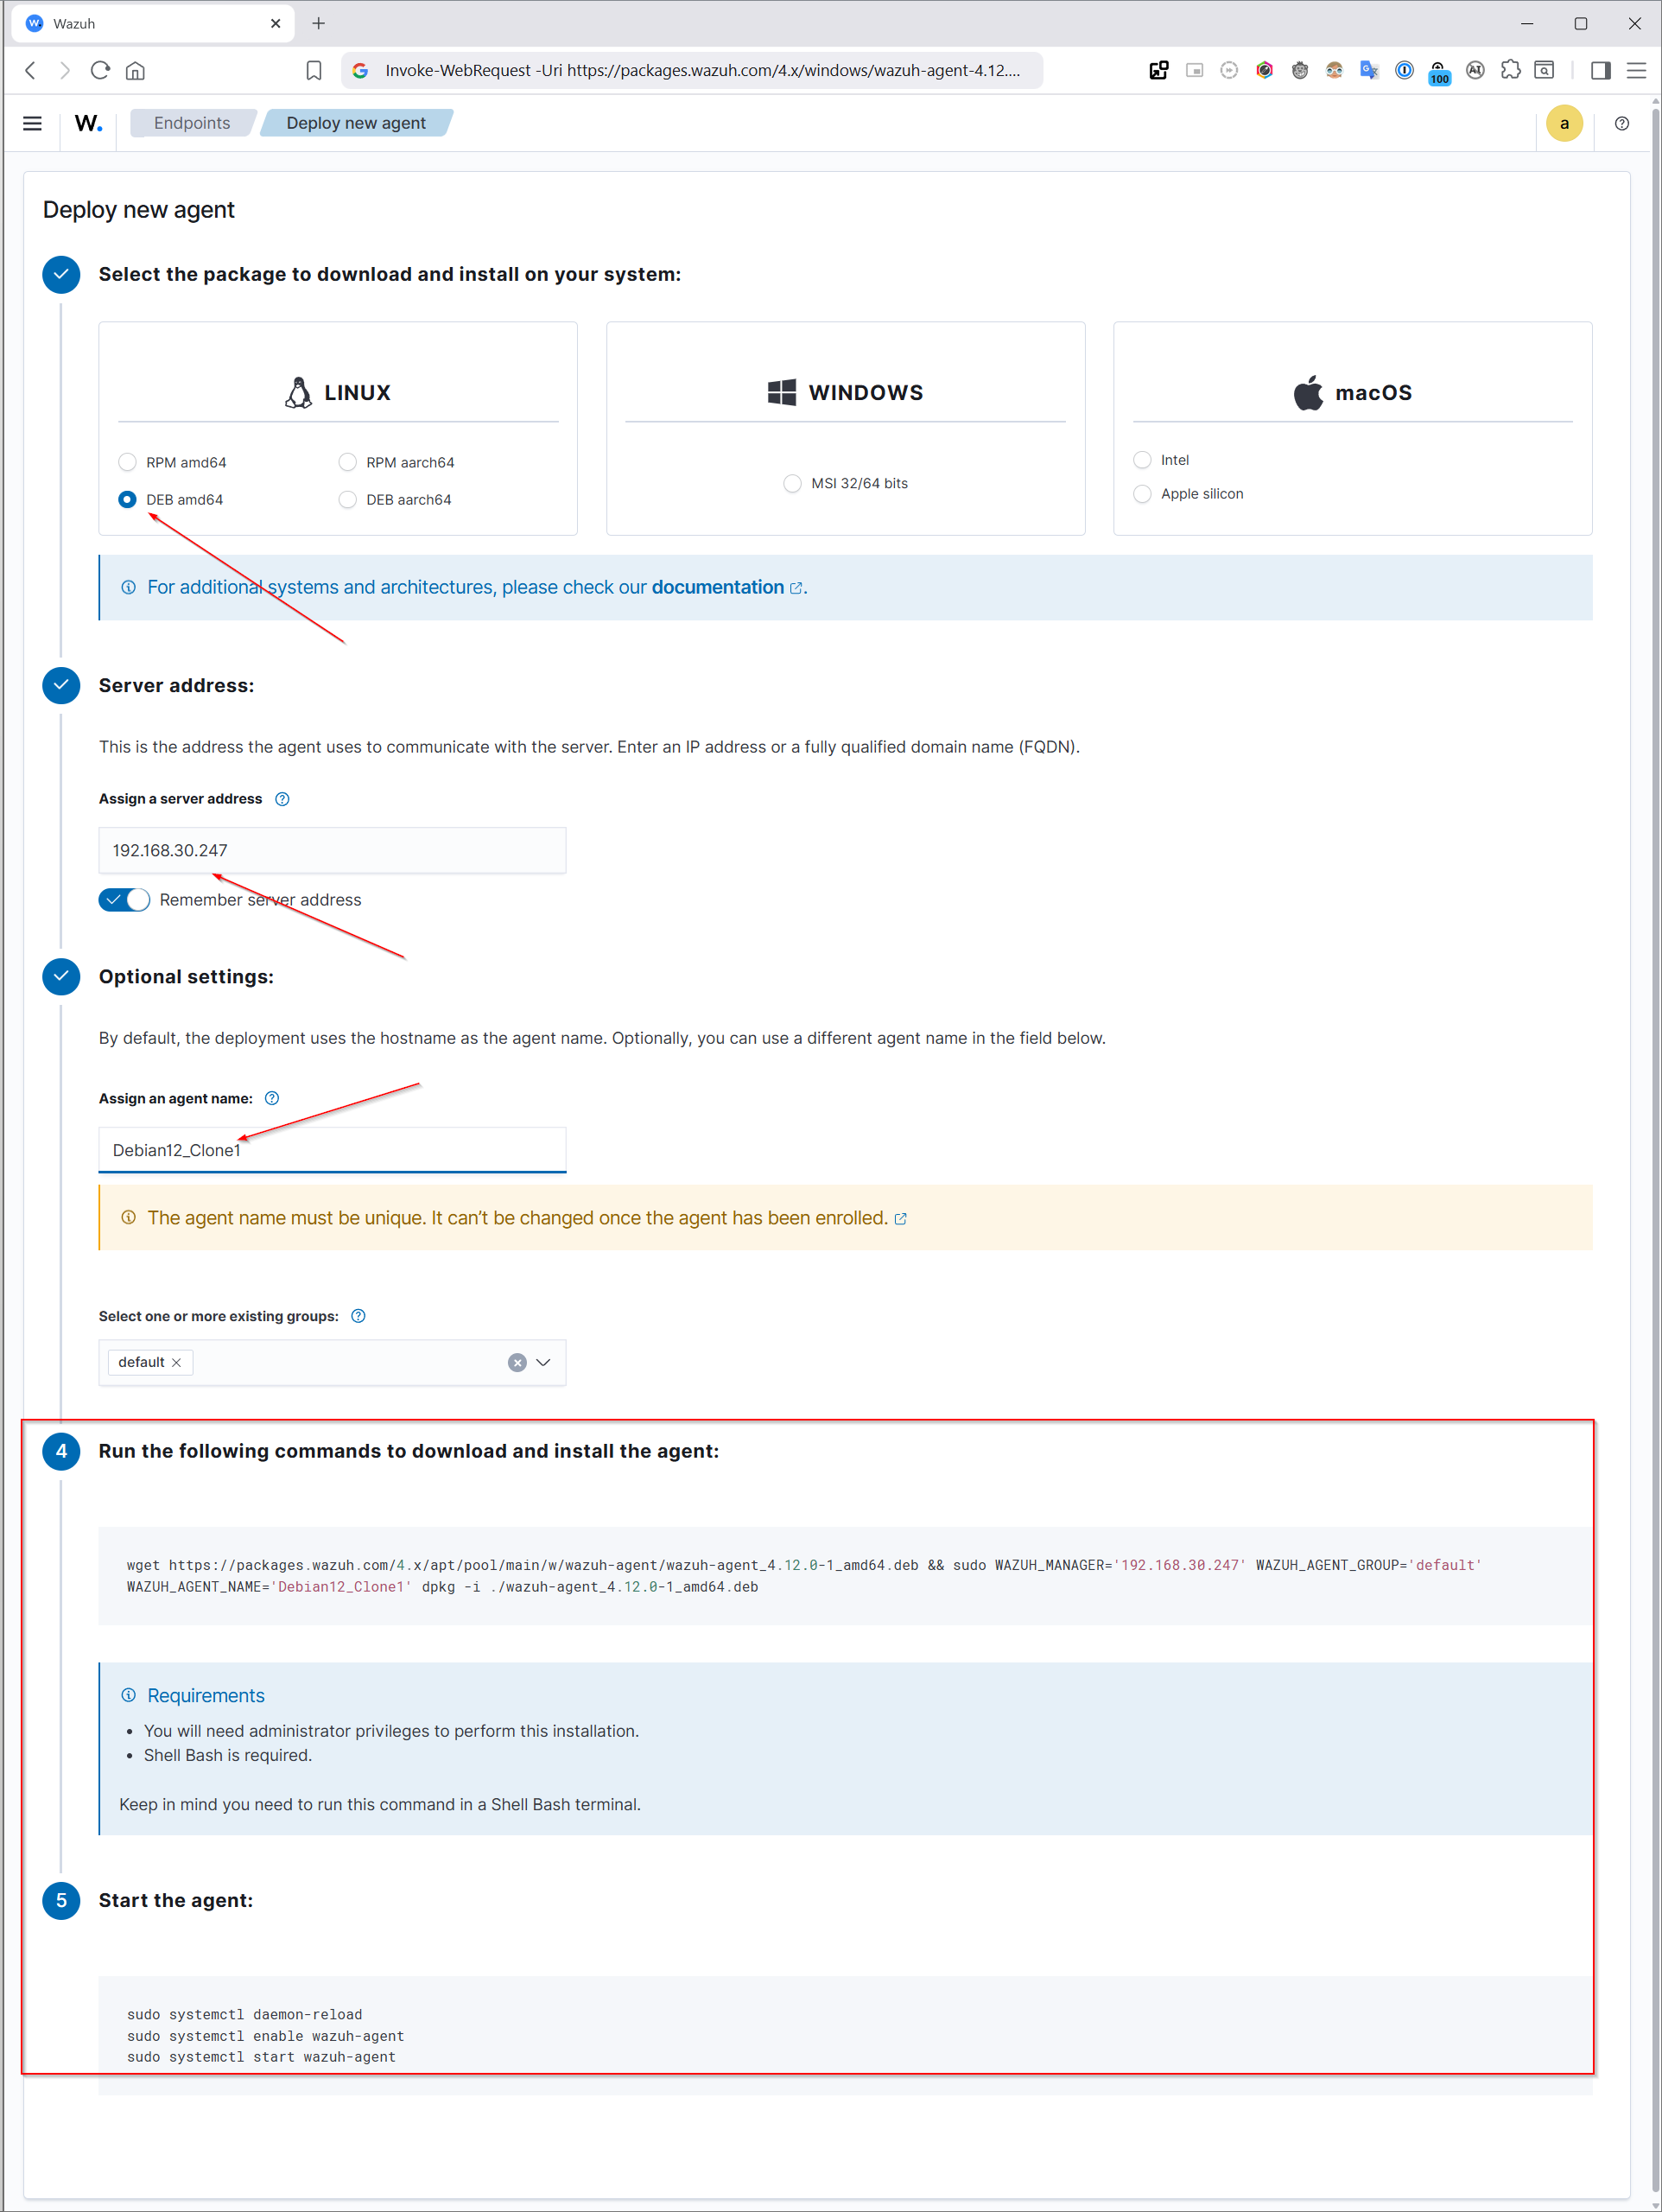 Wazuh
Invoke-WebRequest -Uri https://packages.wazuh.com/4.x/windows/wazuh-agent-4.12....
100
W.
Endpoints
Deploy new agent
a
Deploy new agent
Select the package to download and install on your system:
LINUX
WINDOWS
macOS
RPM amd64
RPM aarch64
DEB amd64
DEB aarch64
MSI 32/64 bits
Intel
Apple silicon
For additional systems and architectures, please check our documentation.
Server address:
This is the address the agent uses to communicate with the server. Enter an IP address or a fully qualified domain name (FQDN).
Assign a server address
192.168.30.247
Remember server address
Optional settings:
By default, the deployment uses the hostname as the agent name. Optionally, you can use a different agent name in the field below.
Assign an agent name:
Debian12_Clone1
The agent name must be unique. It can’t be changed once the agent has been enrolled.
Select one or more existing groups:
default
4 Run the following commands to download and install the agent:
wget https://packages.wazuh.com/4.x/apt/pool/main/w/wazuh-agent/wazuh-agent_4.12.0-1_amd64.deb && sudo WAZUH_MANAGER='192.168.30.247' WAZUH_AGENT_GROUP='default'
WAZUH_AGENT_NAME='Debian12_Clone1' dpkg -i ./wazuh-agent_4.12.0-1_amd64.deb
Requirements
• You will need administrator privileges to perform this installation.
• Shell Bash is required.
Keep in mind you need to run this command in a Shell Bash terminal.
5 Start the agent:
sudo systemctl daemon-reload
sudo systemctl enable wazuh-agent
sudo systemctl start wazuh-agent